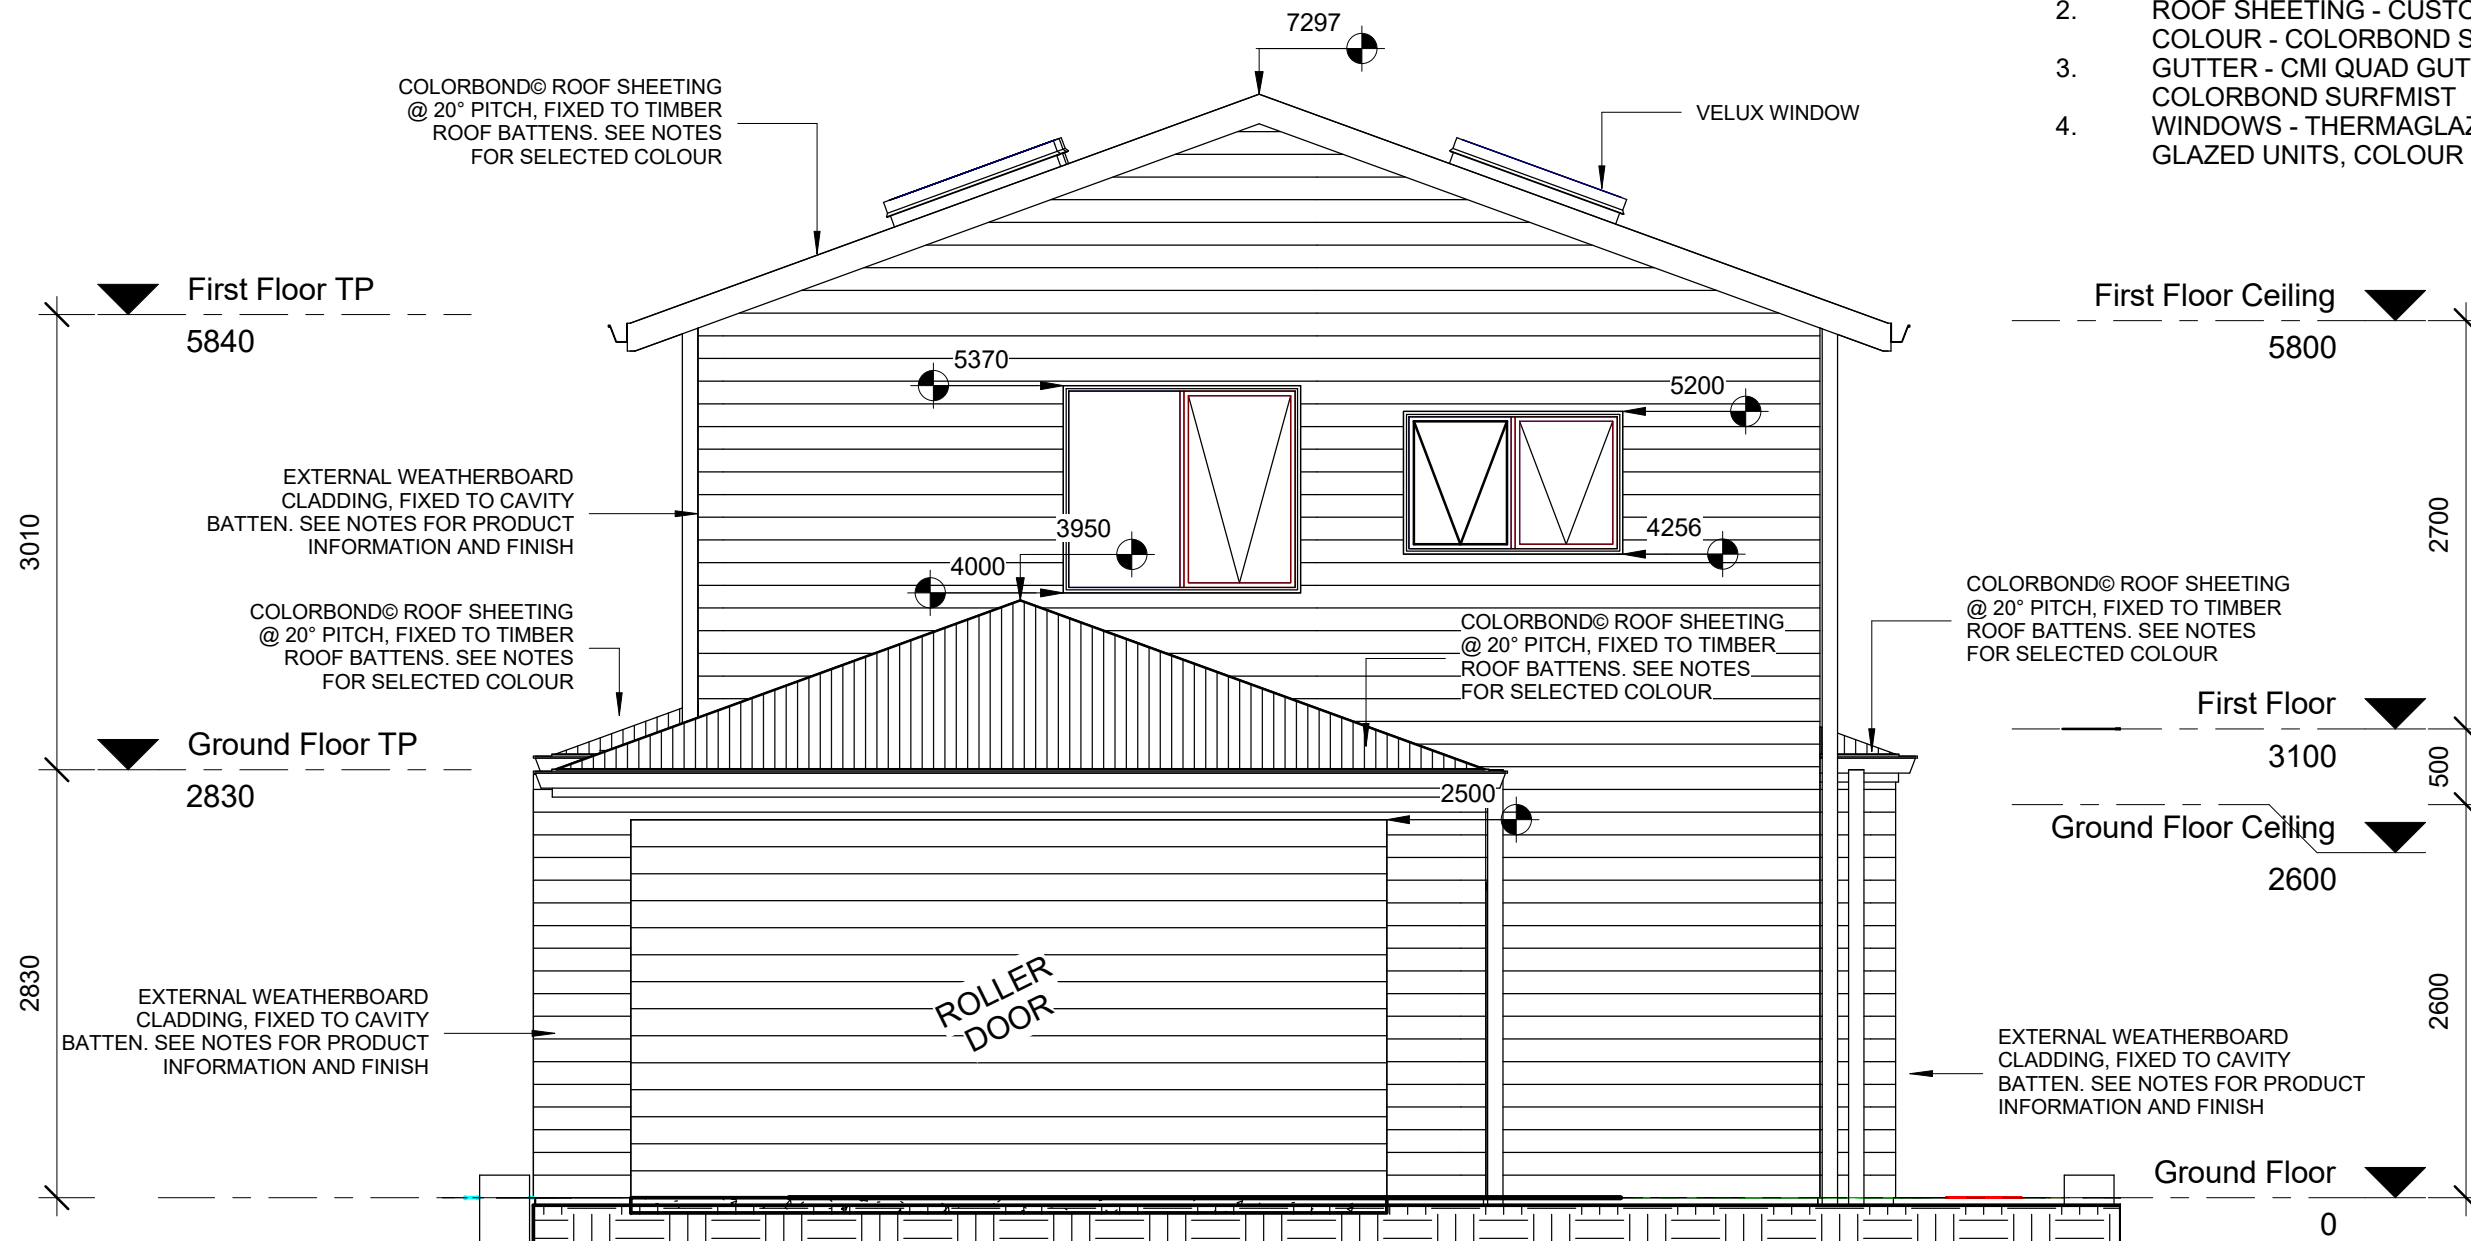 7297
2. ROOF SHEETING - CUSTO
COLOUR - COLORBOND S
3. GUTTER - CMI QUAD GUT
COLORBOND SURFMIST
4. WINDOWS - THERMAGLAZ
GLAZED UNITS, COLOUR
COLORBOND© ROOF SHEETING
@ 20° PITCH, FIXED TO TIMBER
ROOF BATTENS. SEE NOTES
FOR SELECTED COLOUR
VELUX WINDOW
First Floor TP
5840
First Floor Ceiling
5800
5370
5200
EXTERNAL WEATHERBOARD
CLADDING, FIXED TO CAVITY
BATTEN. SEE NOTES FOR PRODUCT
INFORMATION AND FINISH
3950
4256
4000
3010
2700
COLORBOND© ROOF SHEETING
@ 20° PITCH, FIXED TO TIMBER
ROOF BATTENS. SEE NOTES
FOR SELECTED COLOUR
COLORBOND© ROOF SHEETING
@ 20° PITCH, FIXED TO TIMBER
ROOF BATTENS. SEE NOTES
FOR SELECTED COLOUR
COLORBOND© ROOF SHEETING
@ 20° PITCH, FIXED TO TIMBER
ROOF BATTENS. SEE NOTES
FOR SELECTED COLOUR
First Floor
3100
500
Ground Floor TP
2830
2500
Ground Floor Ceiling
2600
2830
2600
ROLLER
DOOR
EXTERNAL WEATHERBOARD
CLADDING, FIXED TO CAVITY
BATTEN. SEE NOTES FOR PRODUCT
INFORMATION AND FINISH
EXTERNAL WEATHERBOARD
CLADDING, FIXED TO CAVITY
BATTEN. SEE NOTES FOR PRODUCT
INFORMATION AND FINISH
Ground Floor
0